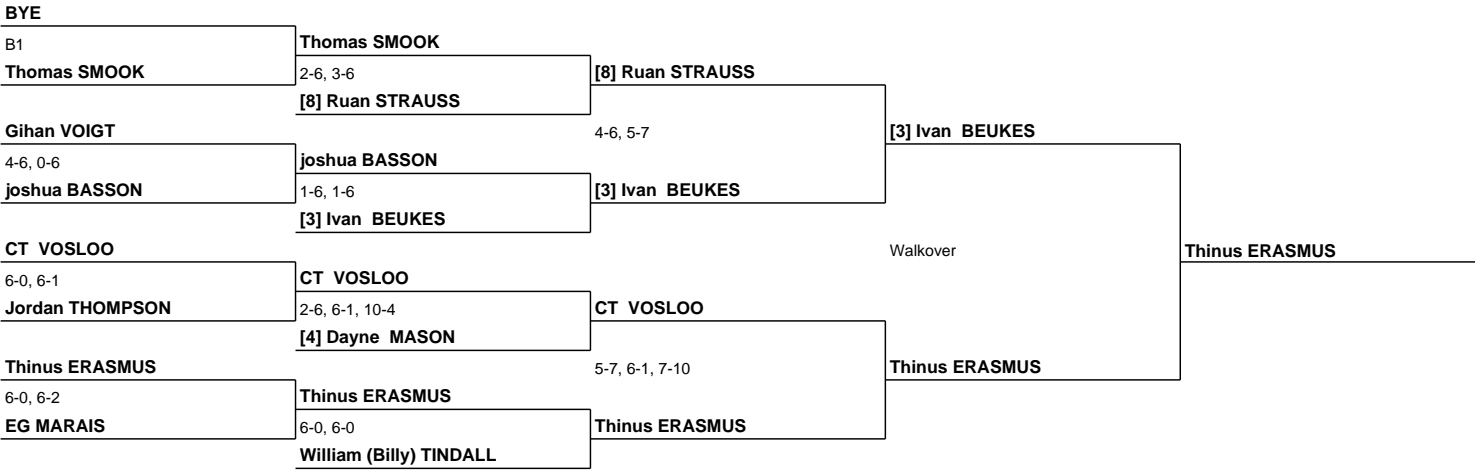 BYE
B1
Thomas SMOOK
Thomas SMOOK
2-6, 3-6
[8] Ruan STRAUSS
[8] Ruan STRAUSS
Gihan VOIGT
4-6, 5-7
[3] Ivan  BEUKES
4-6, 0-6
joshua BASSON
joshua BASSON
1-6, 1-6
[3] Ivan  BEUKES
[3] Ivan  BEUKES
CT  VOSLOO
Walkover
Thinus ERASMUS
6-0, 6-1
CT  VOSLOO
Jordan THOMPSON
2-6, 6-1, 10-4
CT  VOSLOO
[4] Dayne  MASON
Thinus ERASMUS
5-7, 6-1, 7-10
Thinus ERASMUS
6-0, 6-2
Thinus ERASMUS
EG MARAIS
6-0, 6-0
Thinus ERASMUS
William (Billy) TINDALL